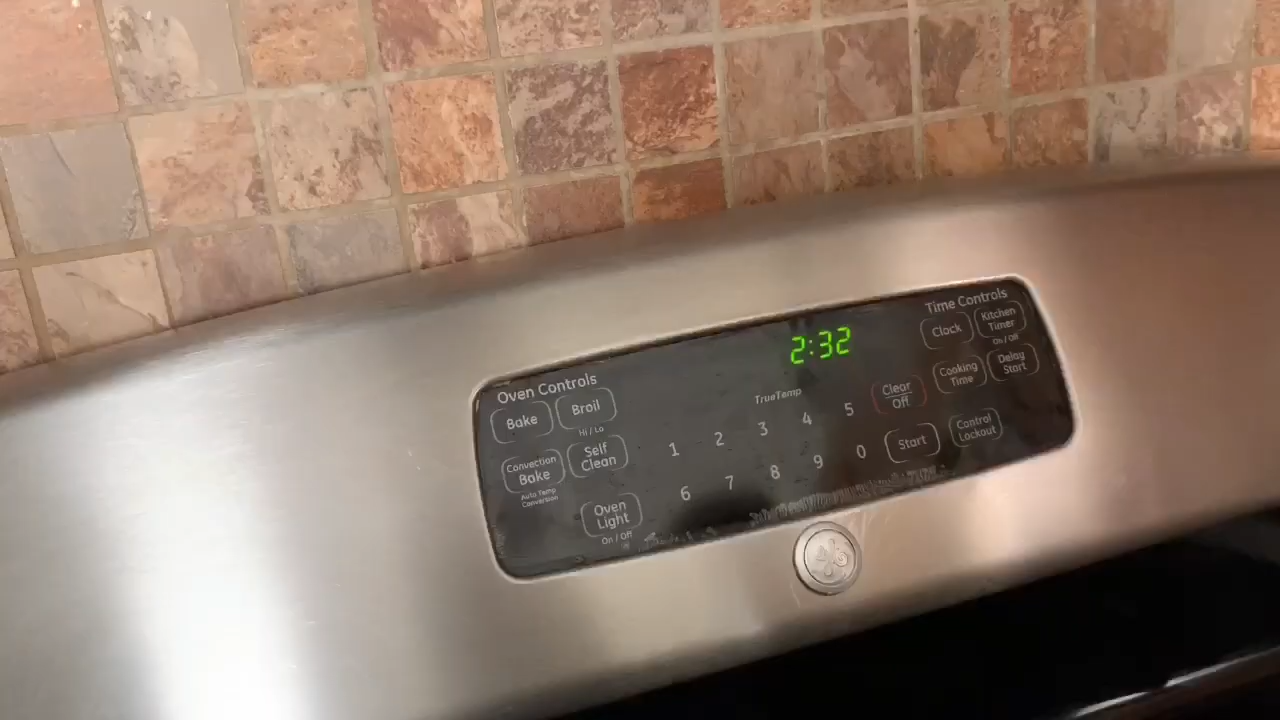 Oven Controls
Bake
Broil
Hi / Lo
Convection
Bake
Auto Temp
Conversion
Self
Clean
Oven
Light
On / Off
2:32
TrueTemp
1 2 3 4 5
6 7 8 9 0
Clear
Off
Start
Time Controls
Clock
Kitchen
Timer
On / Off
Cooking
Time
Delay
Start
Control
Lockout